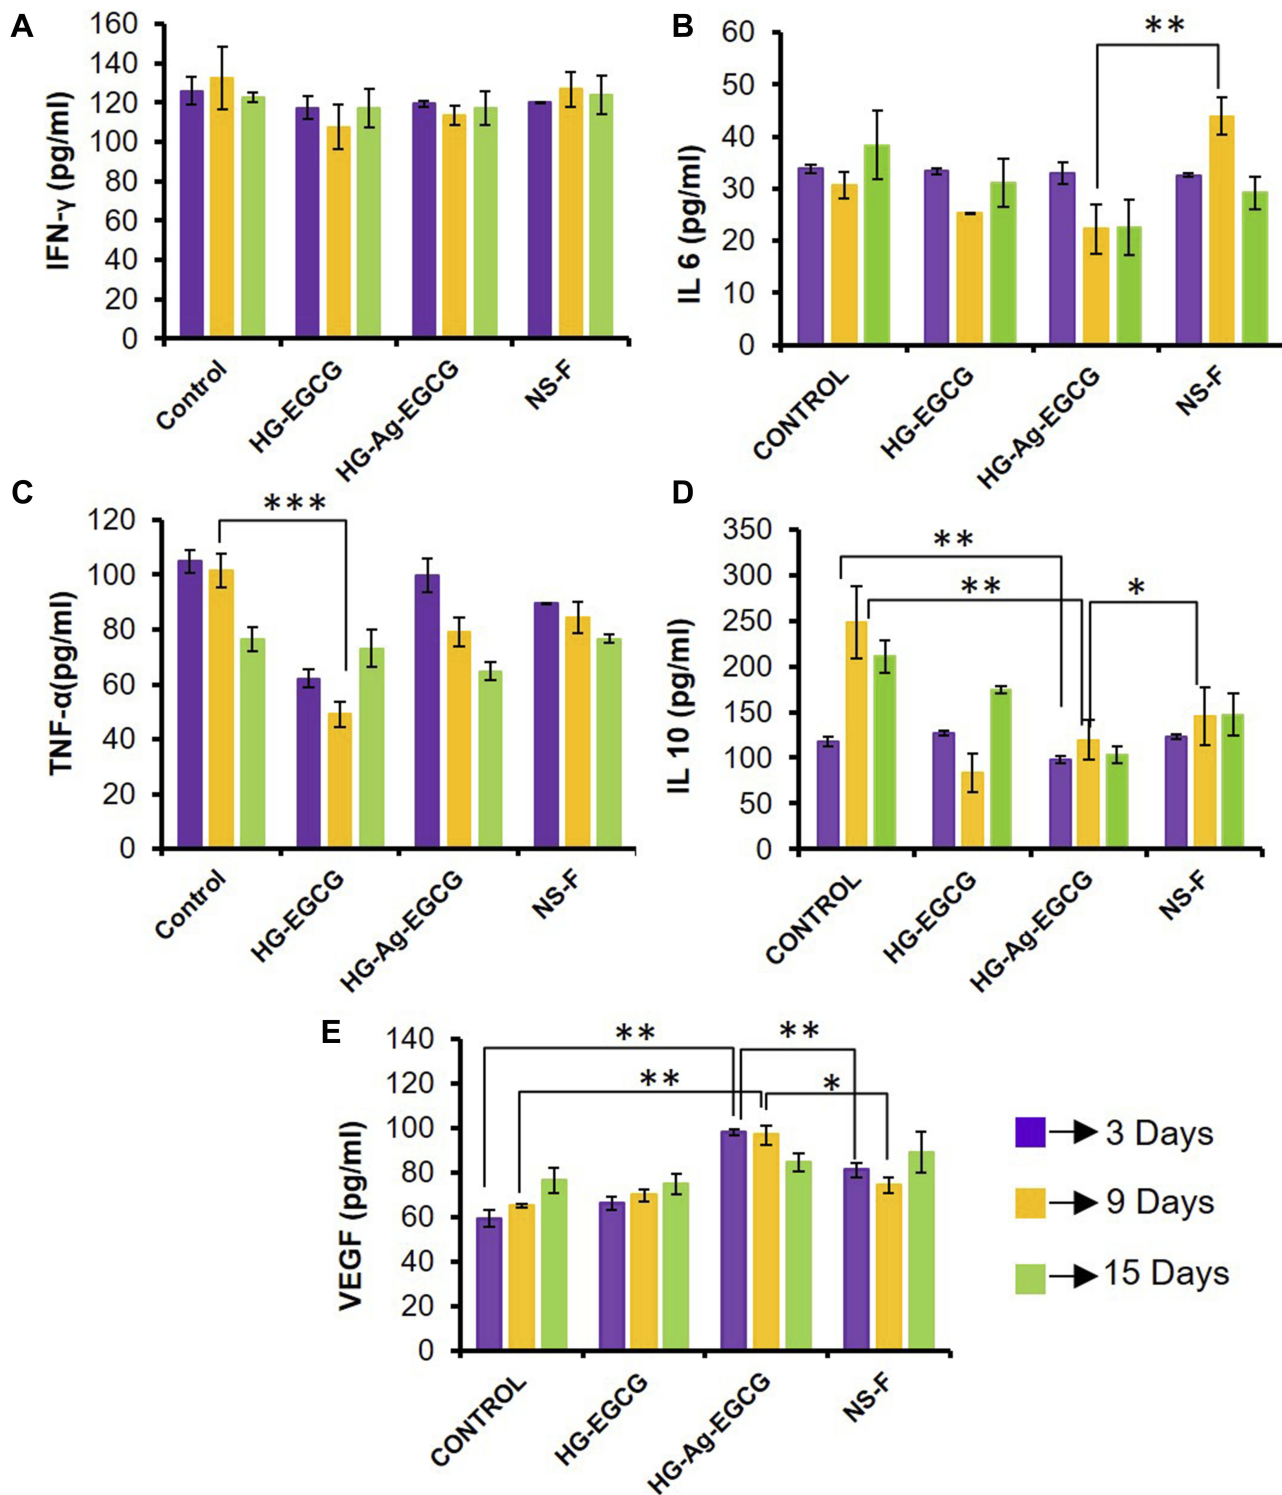 A
160
140
120
100
80
60
40
20
0
IFN-γ (pg/ml)
Control
HG-EGCG
HG-Ag-EGCG
NS-F
B
60
50
40
30
20
10
0
IL 6 (pg/ml)
**
CONTROL
HG-EGCG
HG-Ag-EGCG
NS-F
C
120
100
80
60
40
20
0
TNF-α(pg/ml)
***
Control
HG-EGCG
HG-Ag-EGCG
NS-F
D
350
300
250
200
150
100
50
0
IL 10 (pg/ml)
**
**
*
CONTROL
HG-EGCG
HG-Ag-EGCG
NS-F
E
140
120
100
80
60
40
20
0
VEGF (pg/ml)
**
**
**
*
CONTROL
HG-EGCG
HG-Ag-EGCG
NS-F
3 Days
9 Days
15 Days